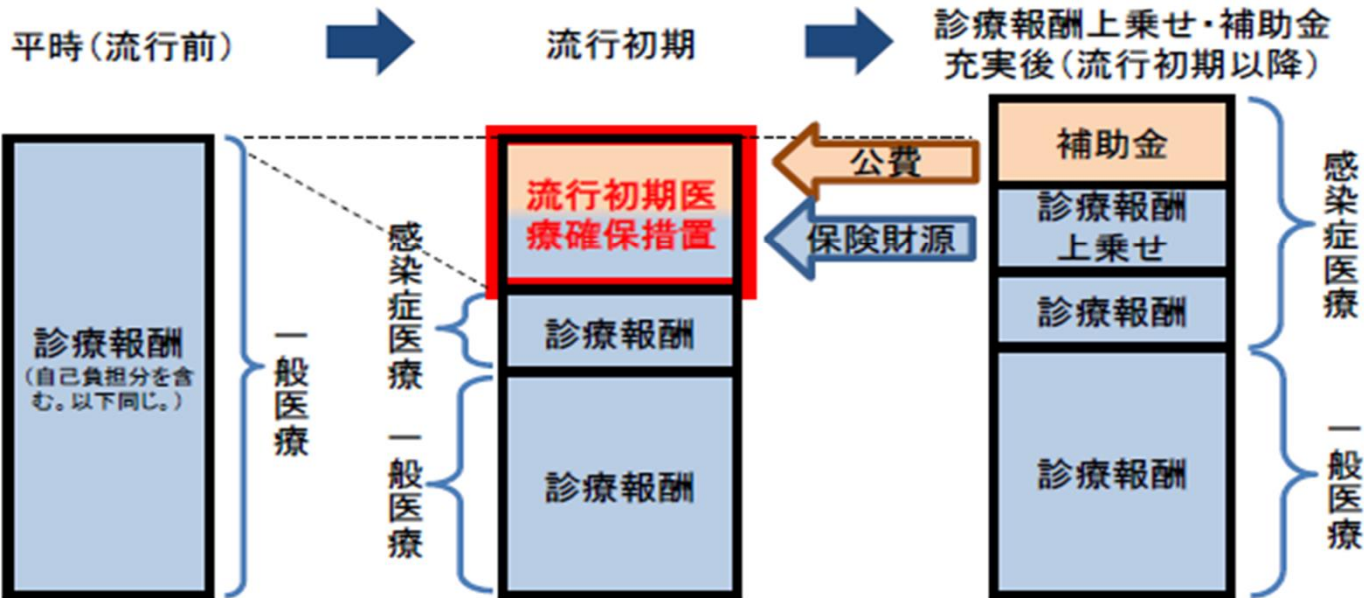 平時（流行前）
流行初期
診療報酬上乗せ・補助金
充実後（流行初期以降）
診療報酬
（自己負担分を含
む。以下同じ。）
一般医療
感染症医療
一般医療
流行初期医
療確保措置
診療報酬
診療報酬
公費
保険財源
補助金
診療報酬
上乗せ
診療報酬
診療報酬
感染症医療
一般医療